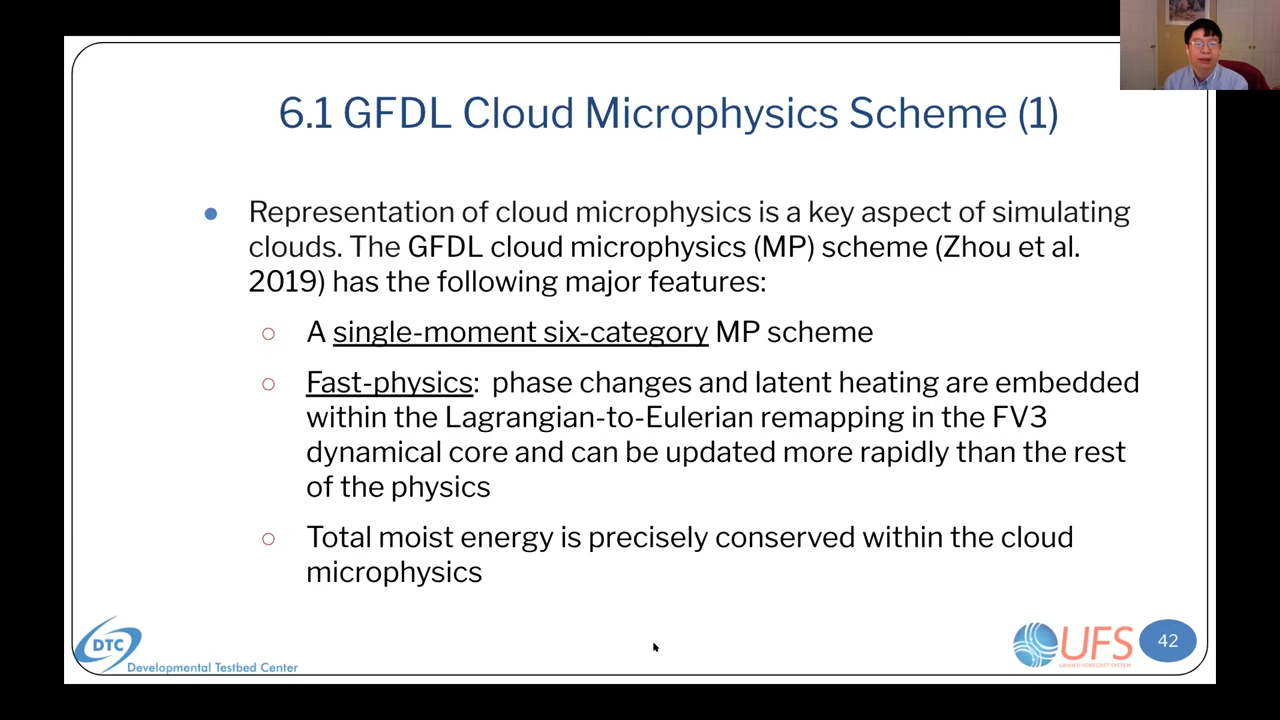 6.1 GFDL Cloud Microphysics Scheme (1)
Representation of cloud microphysics is a key aspect of simulating
clouds. The GFDL cloud microphysics (MP) scheme (Zhou et al.
2019) has the following major features:
A single-moment six-category MP scheme
Fast-physics: phase changes and latent heating are embedded
within the Lagrangian-to-Eulerian remapping in the FV3
dynamical core and can be updated more rapidly than the rest
of the physics
Total moist energy is precisely conserved within the cloud
microphysics
DTC
Developmental Testbed Center
UFS
UNIFIED FORECAST SYSTEM
42